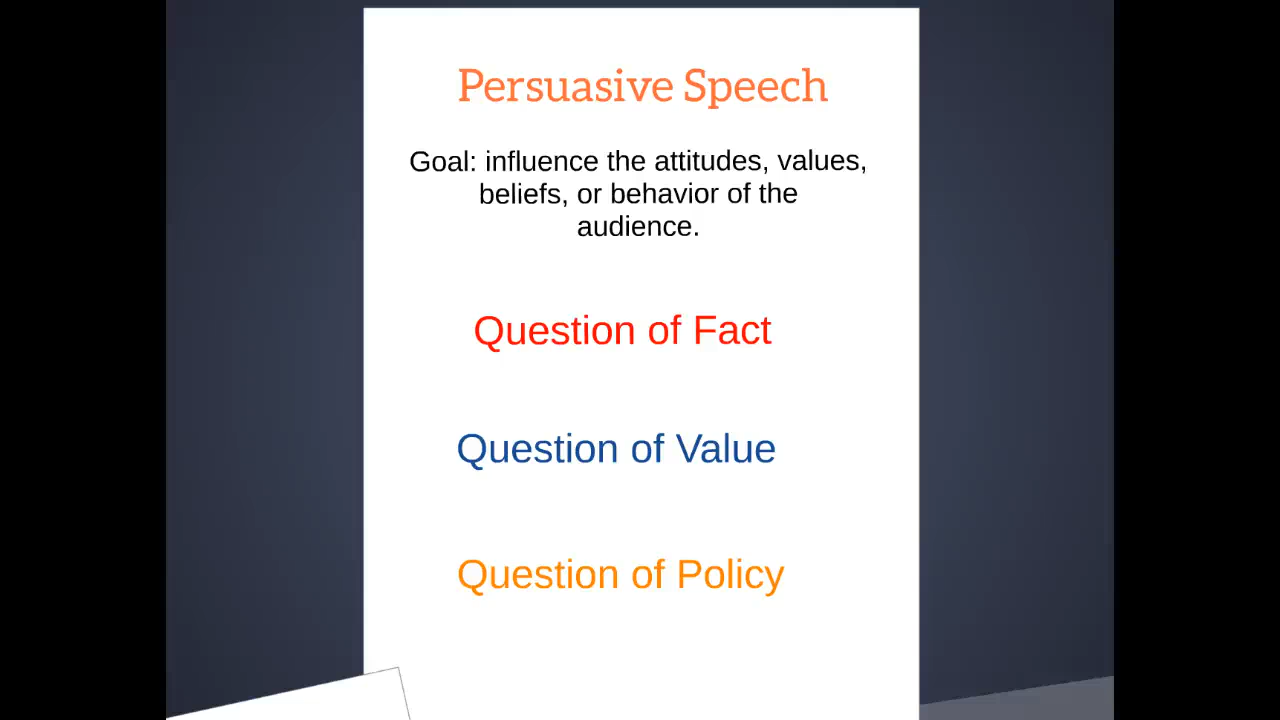 Persuasive Speech
Goal: influence the attitudes, values,
beliefs, or behavior of the
audience.
Question of Fact
Question of Value
Question of Policy